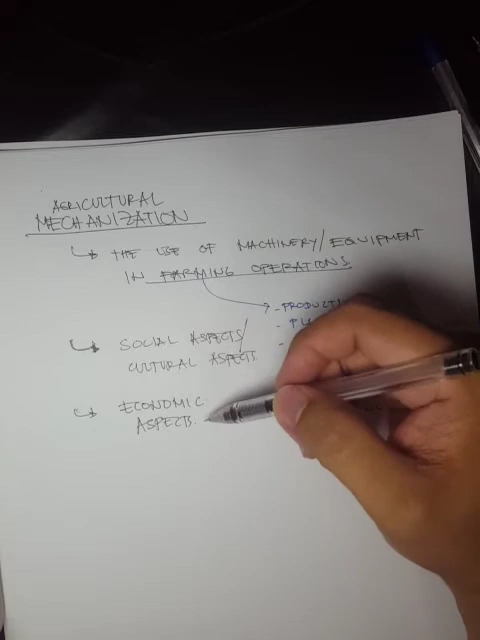 AGRICULTURAL
MECHANIZATION
THE USE OF MACHINERY/EQUIPMENT
IN FARMING OPERATIONS.
SOCIAL ASPECTS/
CULTURAL ASPECTS
ECONOMIC
ASPECTS.